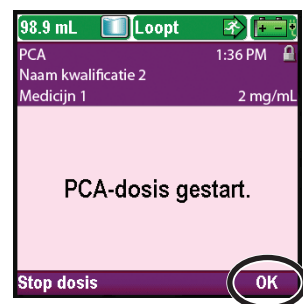 98.9 mL Loopt
PCA 1:36 PM
Naam kwalificatie 2
Medicijn 1 2 mg/mL
PCA-dosis gestart.
Stop dosis OK